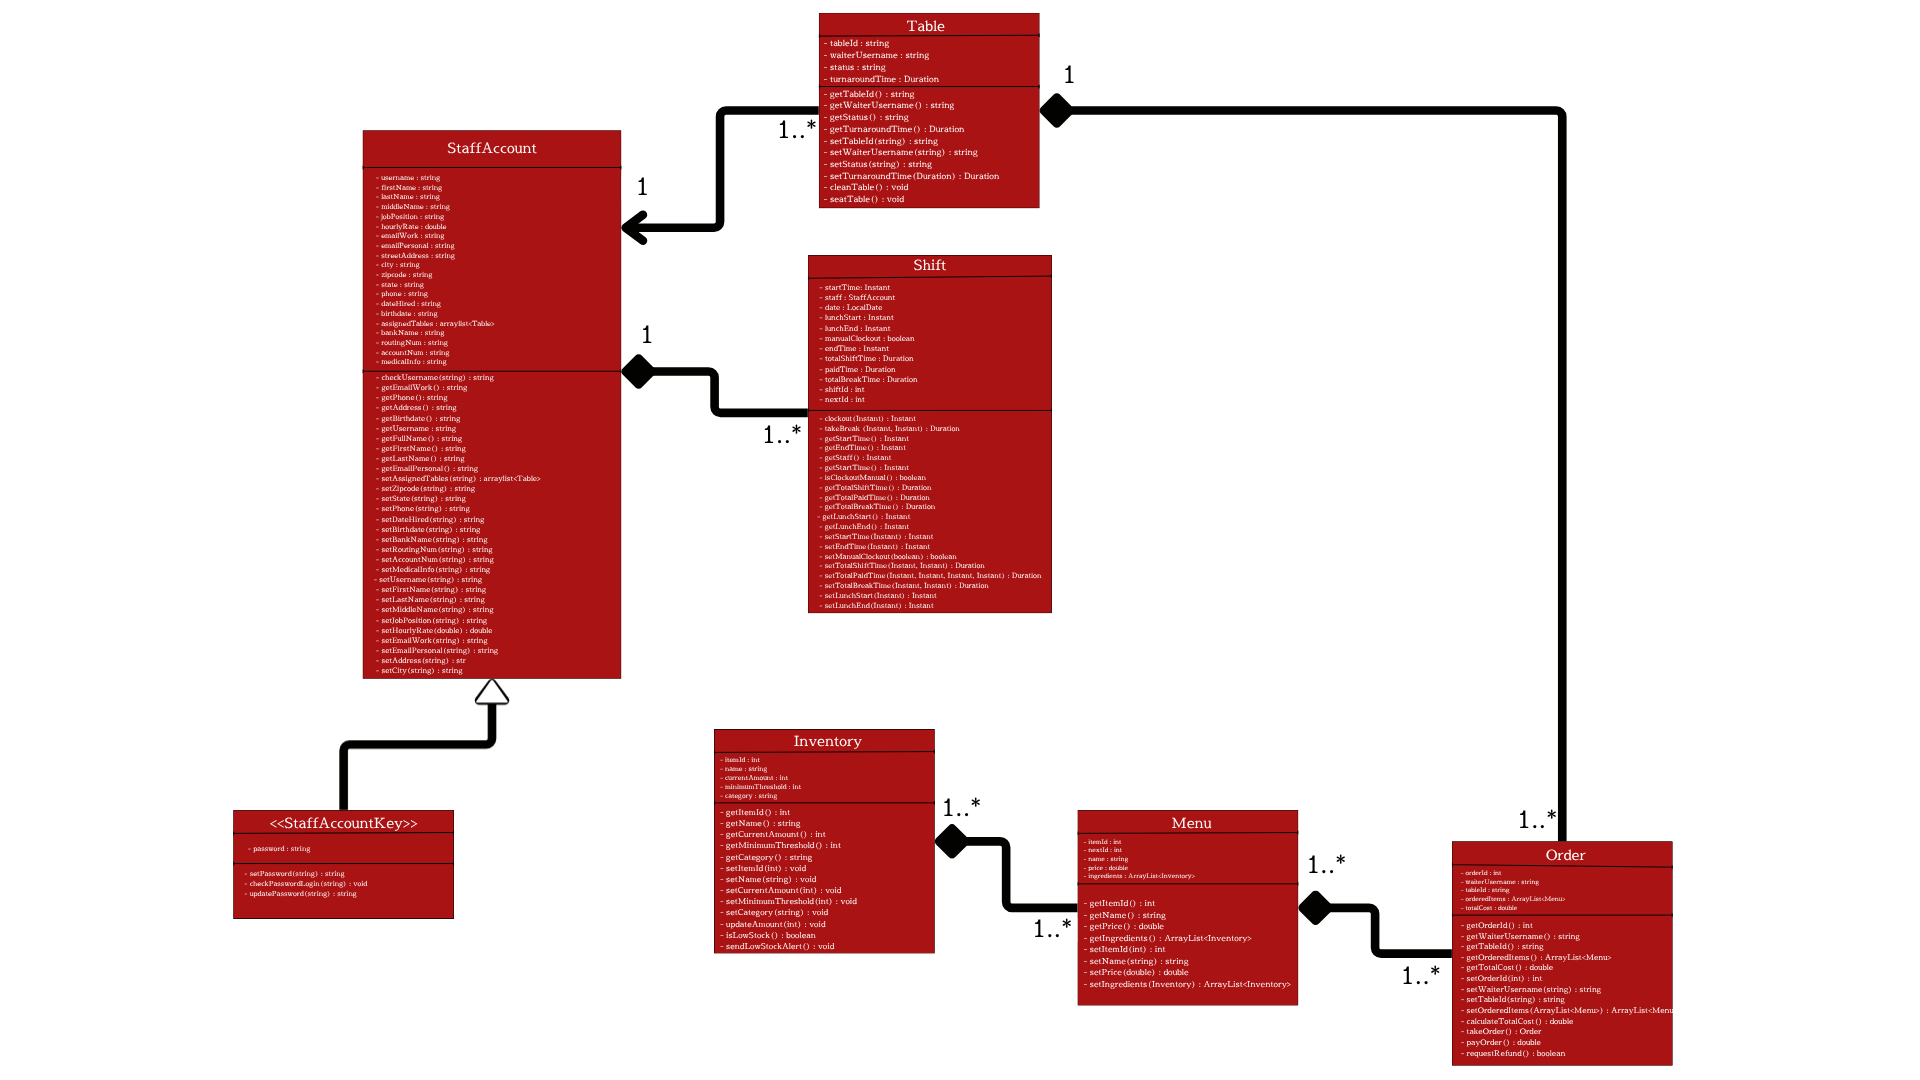 Table
- tableId : string
- waiterUsername : string
- status : string
- turnaroundTime : Duration
- getTableId() : string
- getWaiterUsername() : string
- getStatus() : string
- getTurnaroundTime() : Duration
- setTableId(string) : string
- setWaiterUsername(string) : string
- setStatus(string) : string
- setTurnaroundTime(Duration) : Duration
- cleanTable() : void
- seatTable() : void
1
1..*
StaffAccount
- username : string
- firstName : string
- lastName : string
- middleName : string
- jobPosition : string
- hourlyRate : double
- emailWork : string
- emailPersonal : string
- streetAddress : string
- city : string
- zipcode : string
- state : string
- phone : string
- dateHired : string
- birthdate : string
- assignedTables : arraylist<Table>
- bankName : string
- routingNum : string
- accountNum : string
- medicalInfo : string
- checkUsername(string) : string
- getEmailWork() : string
- getPhone() : string
- getAddress() : string
- getBirthdate() : string
- getUsername : string
- getFullName() : string
- getFirstName() : string
- getLastName() : string
- getEmailPersonal() : string
- setAssignedTables(string) : arraylist<Table>
- setZipcode(string) : string
- setState(string) : string
- setPhone(string) : string
- setDateHired(string) : string
- setBirthdate(string) : string
- setBankName(string) : string
- setRoutingNum(string) : string
- setAccountNum(string) : string
- setMedicalInfo(string) : string
- setUsername(string) : string
- setFirstName(string) : string
- setLastName(string) : string
- setMiddleName(string) : string
- setJobPosition(string) : string
- setHourlyRate(double) : double
- setEmailWork(string) : string
- setEmailPersonal(string) : string
- setAddress(string) : str
- setCity(string) : string
1
1
1..*
Shift
- startTime: Instant
- staff : StaffAccount
- date : LocalDate
- lunchStart : Instant
- lunchEnd : Instant
- manualClockout : boolean
- endTime : Instant
- totalShiftTime : Duration
- paidTime : Duration
- totalBreakTime : Duration
- shiftId : int
- nextId : int
- clockout(Instant) : Instant
- takeBreak (Instant, Instant) : Duration
- getStartTime() : Instant
- getEndTime() : Instant
- getStaff() : Instant
- getStartTime() : Instant
- isClockoutManual() : boolean
- getTotalShiftTime() : Duration
- getTotalPaidTime() : Duration
- getTotalBreakTime() : Duration
- getLunchStart() : Instant
- getLunchEnd() : Instant
- setStartTime(Instant) : Instant
- setEndTime(Instant) : Instant
- setManualClockout(boolean) : boolean
- setTotalShiftTime(Instant, Instant) : Duration
- setTotalPaidTime(Instant, Instant, Instant, Instant) : Duration
- setTotalBreakTime(Instant, Instant) : Duration
- setLunchStart(Instant) : Instant
- setLunchEnd(Instant) : Instant
<<StaffAccountKey>>
- password : string
- setPassword(string) : string
- checkPasswordLogin(string) : void
- updatePassword(string) : string
Inventory
- itemId : int
- name : string
- currentAmount : int
- minimumThreshold : int
- category : string
- getItemId() : int
- getName() : string
- getCurrentAmount() : int
- getMinimumThreshold() : int
- getCategory() : string
- setItemId(int) : void
- setName(string) : void
- setCurrentAmount(int) : void
- setMinimumThreshold(int) : void
- setCategory(string) : void
- updateAmount(int) : void
- isLowStock() : boolean
- sendLowStockAlert() : void
1..*
1..*
Menu
- itemId : int
- nextId : int
- name : string
- price : double
- ingredients : ArrayList<Inventory>
- getItemId() : int
- getName() : string
- getPrice() : double
- getIngredients() : ArrayList<Inventory>
- setItemId(int) : int
- setName(string) : string
- setPrice(double) : double
- setIngredients(Inventory) : ArrayList<Inventory>
1..*
1..*
1..*
Order
- orderId : int
- waiterUsername : string
- tableId : string
- orderedItems : ArrayList<Menu>
- totalCost : double
- getOrderId() : int
- getWaiterUsername() : string
- getTableId() : string
- getOrderedItems() : ArrayList<Menu>
- getTotalCost() : double
- setOrderId(int) : int
- setWaiterUsername(string) : string
- setTableId(string) : string
- setOrderedItems(ArrayList<Menu>) : ArrayList<Menu
- calculateTotalCost() : double
- takeOrder() : Order
- payOrder() : double
- requestRefund() : boolean